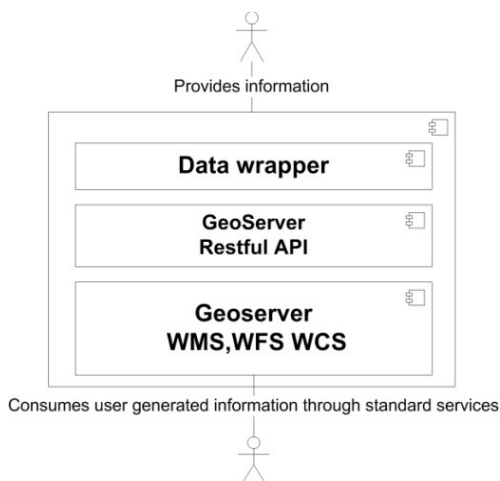 Provides information
Data wrapper
GeoServer
Restful API
Geoserver
WMS,WFS WCS
Consumes user generated information through standard services